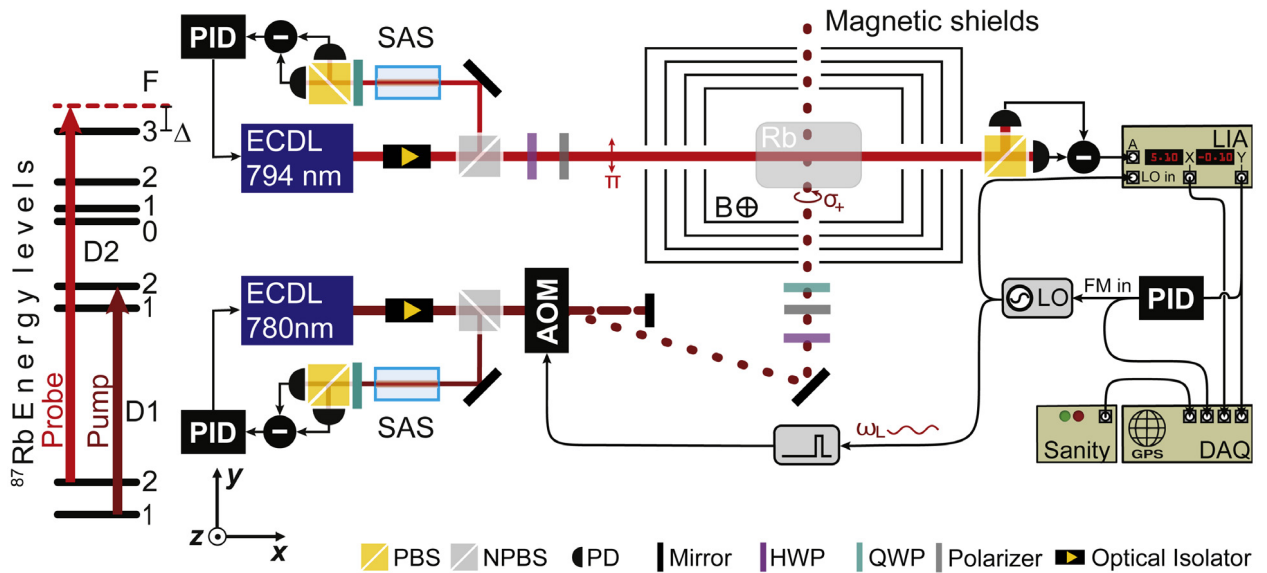 Magnetic shields
PID
−
SAS
F
3
Δ
ECDL
794 nm
2
1
0
D2
π
Rb
B⊕
σ+
−
LIA
A
5.10 X -0.10 Y
LO in
2
1
ECDL
780nm
AOM
LO
FM in
PID
⁸⁷Rb Energy levels
Probe
Pump
D1
SAS
PID
−
ωL
Sanity
GPS
DAQ
2
1
y
z
x
PBS
NPBS
PD
Mirror
HWP
QWP
Polarizer
Optical Isolator